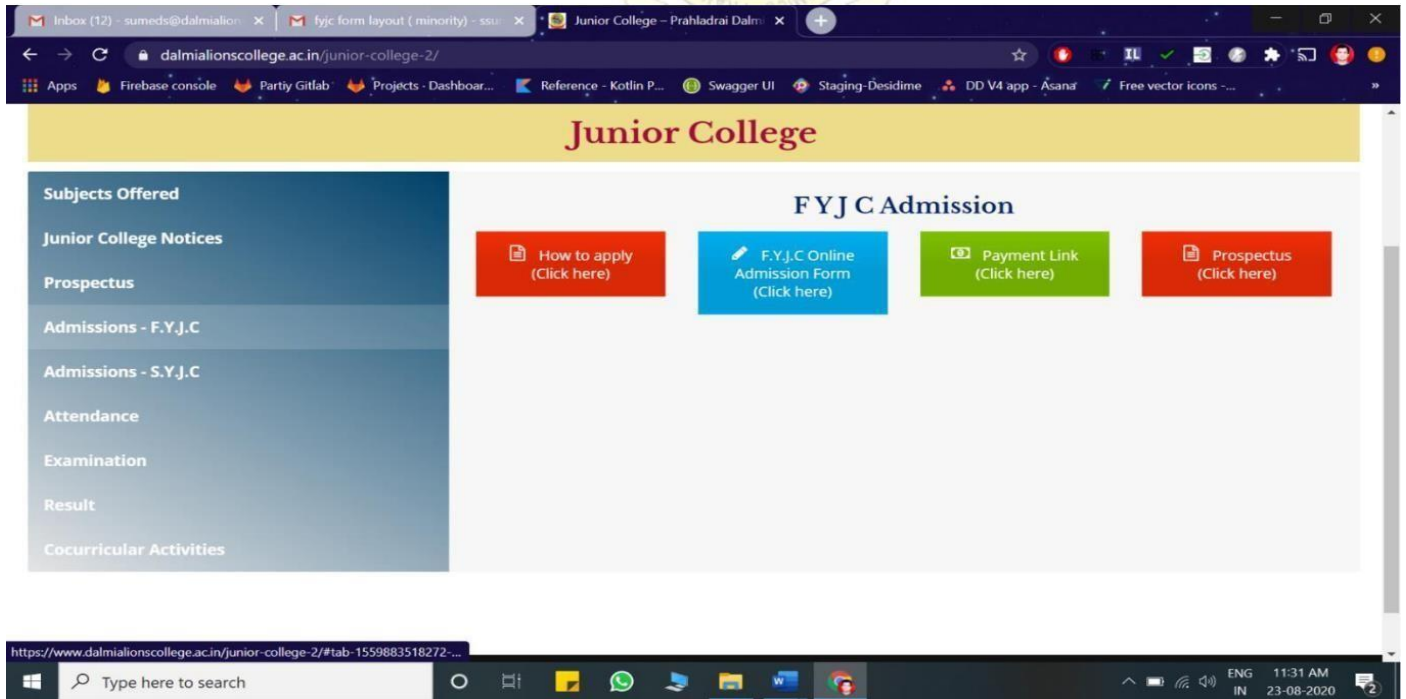 Inbox (12) - sumeds@dalmialion
fyjc form layout ( minority) - ssu
Junior College – Prahladrai Dalm
dalmialionscollege.ac.in/junior-college-2/
Apps
Firebase console
Partiy Gitlab
Projects - Dashboar...
Reference - Kotlin P...
Swagger UI
Staging-Desidime
DD V4 app - Asana
Free vector icons -...
Junior College
Subjects Offered
Junior College Notices
Prospectus
Admissions - F.Y.J.C
Admissions - S.Y.J.C
Attendance
Examination
Result
Cocurricular Activities
F Y J C Admission
How to apply
(Click here)
F.Y.J.C Online
Admission Form
(Click here)
Payment Link
(Click here)
Prospectus
(Click here)
https://www.dalmialionscollege.ac.in/junior-college-2/#tab-1559883518272-...
Type here to search
ENG
IN
11:31 AM
23-08-2020
2